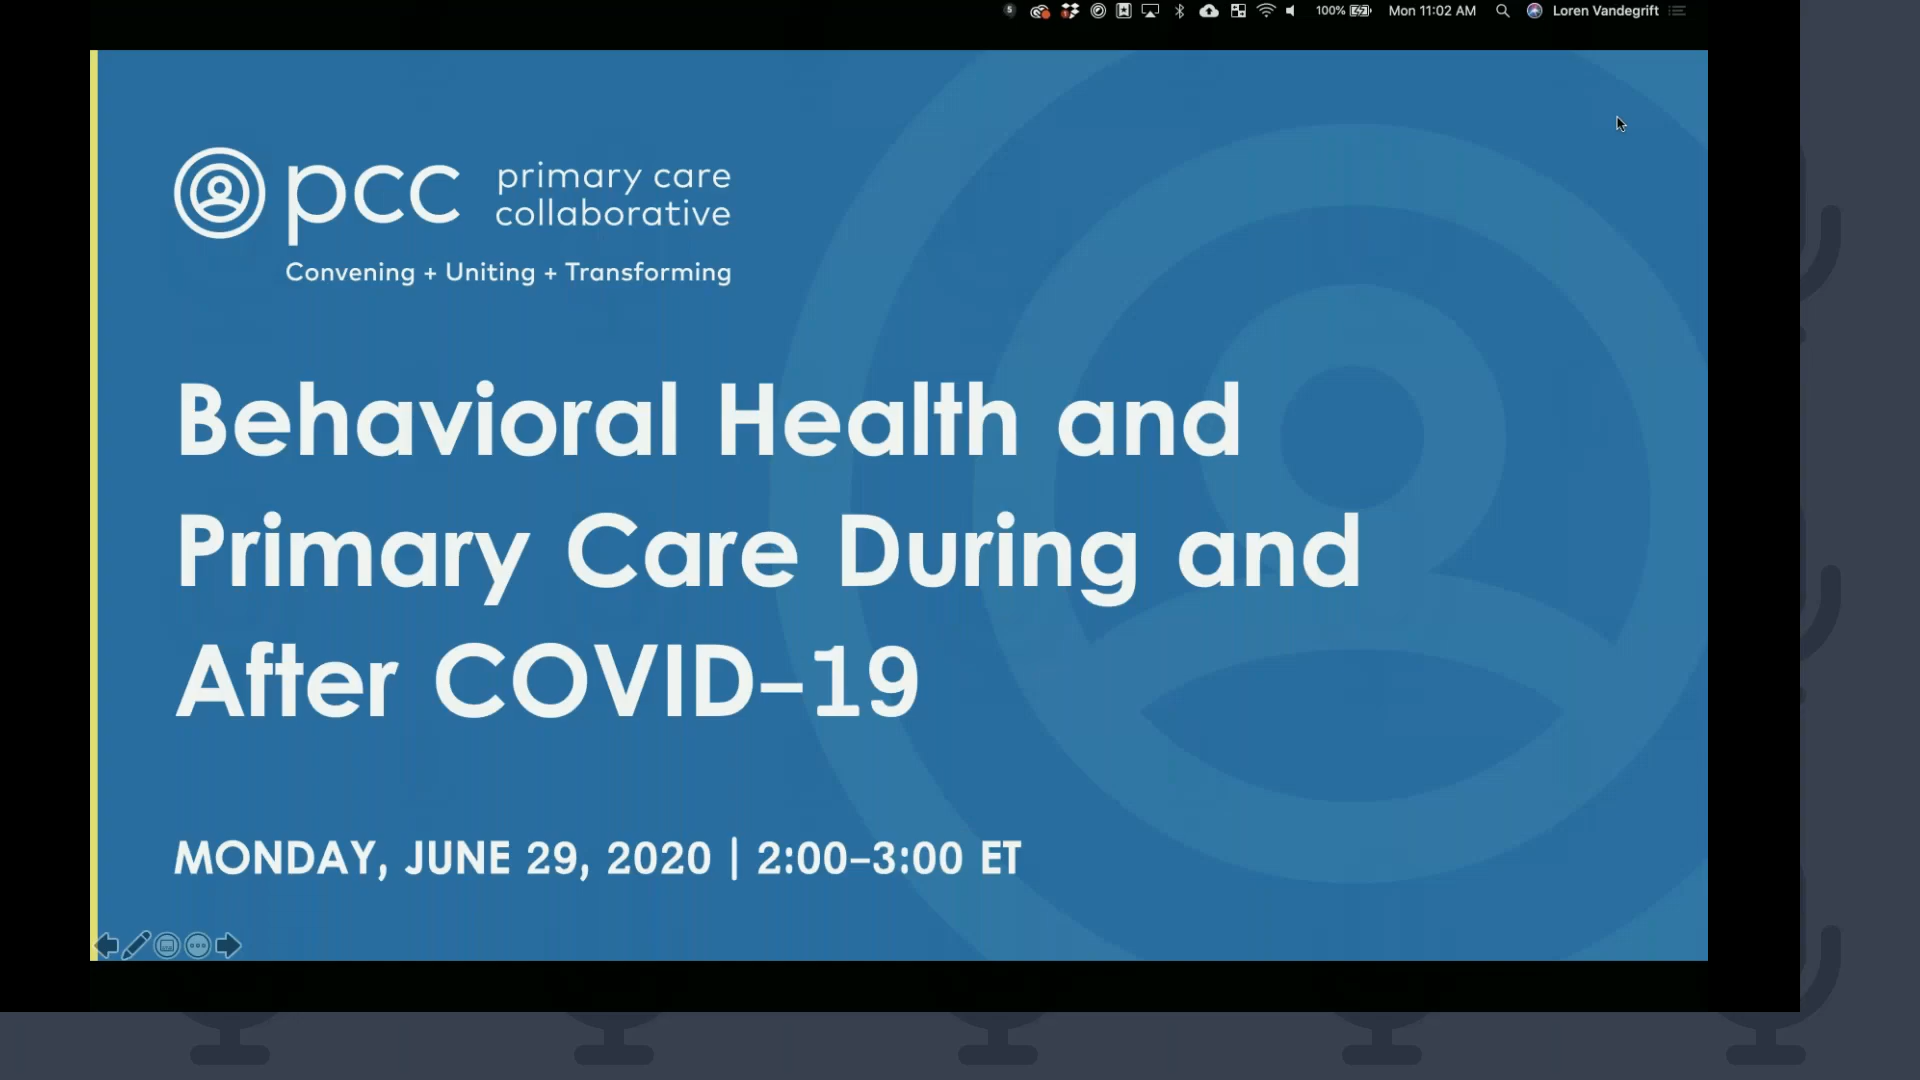 100%
Mon 11:02 AM
Loren Vandegrift
pcc
primary care
collaborative
Convening + Uniting + Transforming
Behavioral Health and
Primary Care During and
After COVID-19
MONDAY, JUNE 29, 2020 | 2:00-3:00 ET